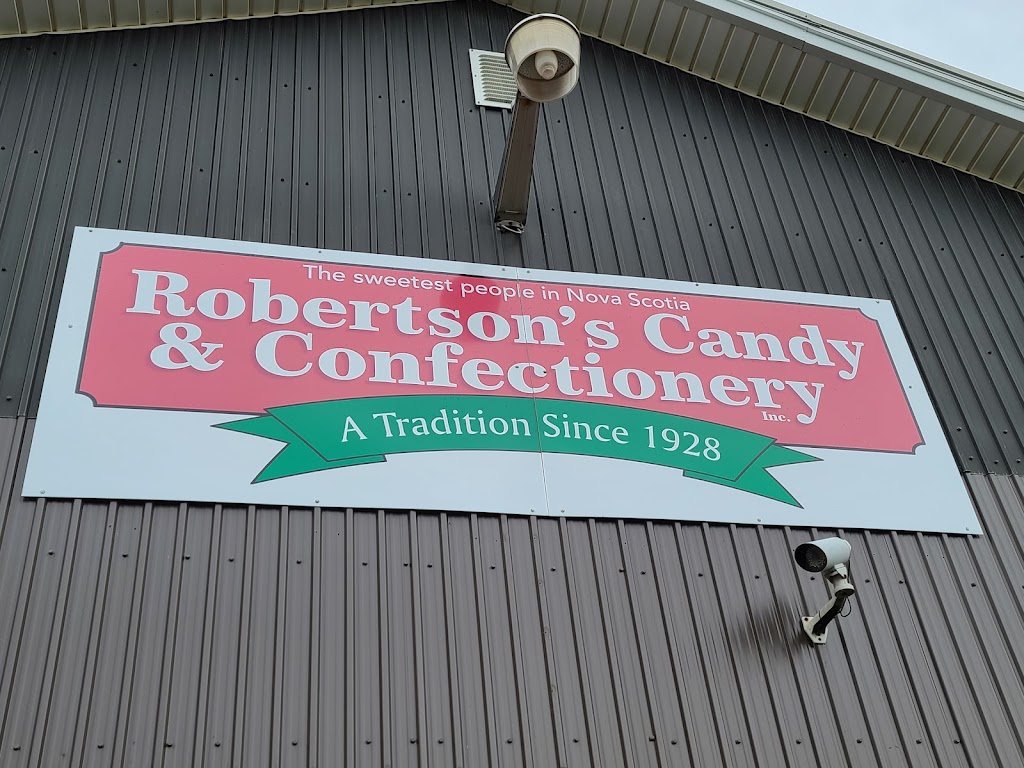 The sweetest people in Nova Scotia
Robertson's Candy
& Confectionery
Inc.
A Tradition Since 1928